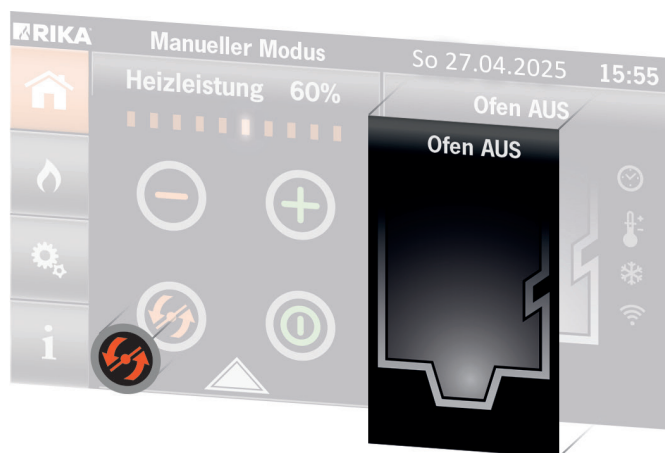 RIKA
Manueller Modus
So 27.04.2025 15:55
Heizleistung 60%
Ofen AUS
Ofen AUS
i